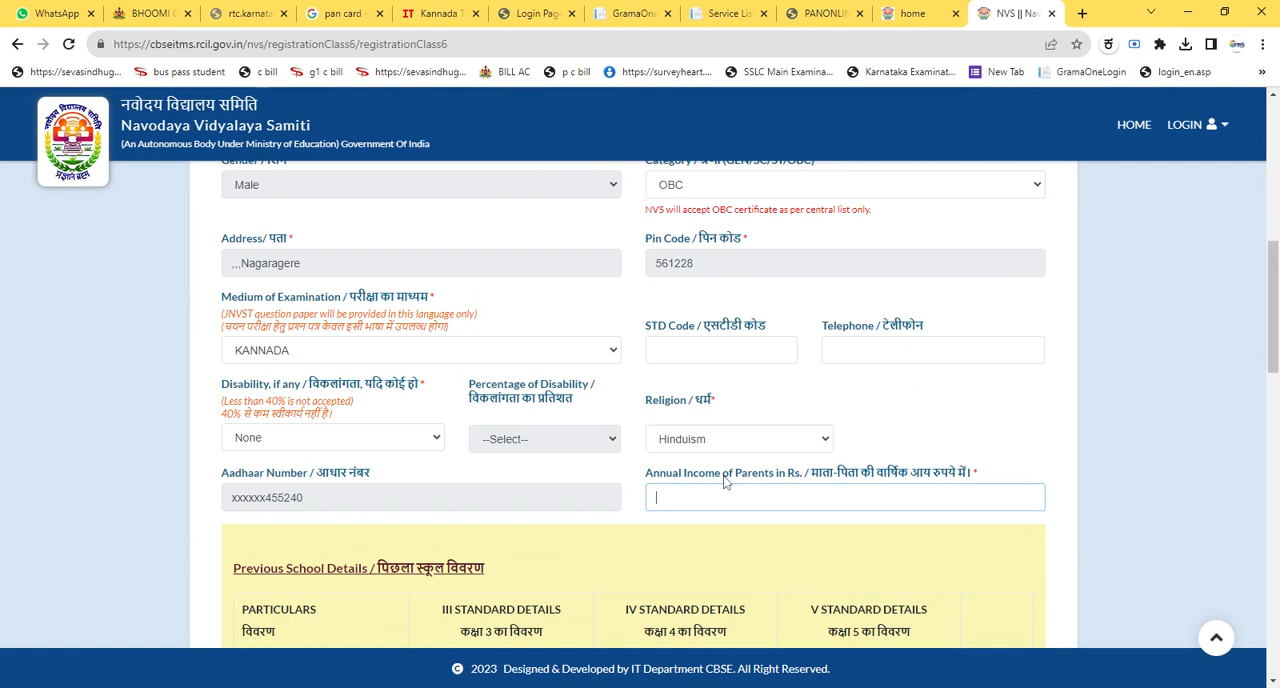 WhatsApp
BHOOMI C
rtc.karnata
pan card -
Kannada T
Login Pag
GramaOne
Service Lis
PANONLIN
home
NVS || Nav
https://cbseitms.rcil.gov.in/nvs/registrationClass6/registrationClass6
https://sevasindhug...
bus pass student
c bill
g1 c bill
https://sevasindhug...
BILL AC
p c bill
https://surveyheart....
SSLC Main Examina...
Karnataka Examinat...
New Tab
GramaOneLogin
login_en.asp
»
नवोदय विद्यालय समिति
Navodaya Vidyalaya Samiti
(An Autonomous Body Under Ministry of Education) Government Of India
HOME LOGIN
Gender / लिंग
Category / श्रेणी (GEN/SC/ST/OBC)
Male
OBC
NVS will accept OBC certificate as per central list only.
Address/ पता *
Pin Code / पिन कोड *
,,,Nagaragere
561228
Medium of Examination / परीक्षा का माध्यम *
(JNVST question paper will be provided in this language only)
(चयन परीक्षा हेतु प्रश्न पत्र केवल इसी भाषा में उपलब्ध होगा)
STD Code / एसटीडी कोड
Telephone / टेलीफोन
KANNADA
Disability, if any / विकलांगता, यदि कोई हो *
(Less than 40% is not accepted)
40% से कम स्वीकार्य नहीं है।
Percentage of Disability /
विकलांगता का प्रतिशत
Religion / धर्म*
None
--Select--
Hinduism
Aadhaar Number / आधार नंबर
Annual Income of Parents in Rs. / माता-पिता की वार्षिक आय रुपये में। *
xxxxxx455240
Previous School Details / पिछला स्कूल विवरण
PARTICULARS
विवरण
III STANDARD DETAILS
कक्षा 3 का विवरण
IV STANDARD DETAILS
कक्षा 4 का विवरण
V STANDARD DETAILS
कक्षा 5 का विवरण
© 2023 Designed & Developed by IT Department CBSE. All Right Reserved.